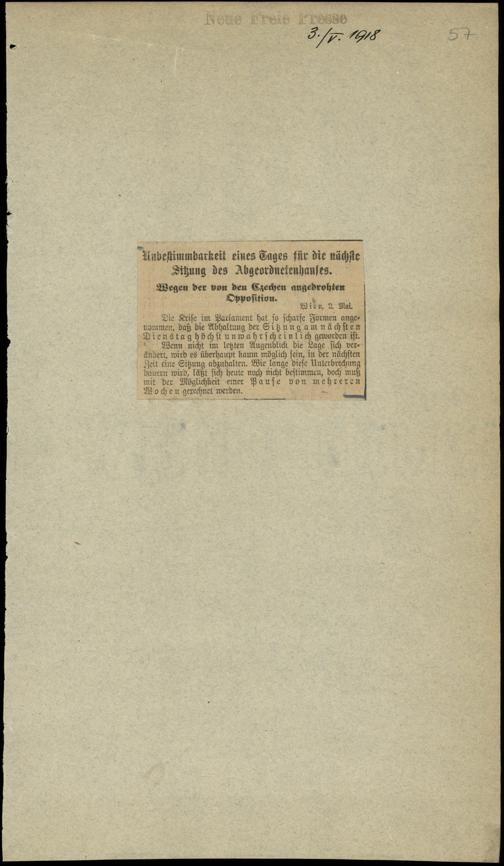 Neue Freie Presse
3./V. 1918
57
Unbestimmbarkeit eines Tages für die nächste
Sitzung des Abgeordnetenhauses.
Wegen der von den Czechen angedrohten
Opposition.
Wien, 2. Mai.
Die Krise im Parlament hat so scharfe Formen ange-
nommen, daß die Abhaltung der Sitzung am nächsten
Dienstag höchst unwahrscheinlich geworden ist.
Wenn nicht im letzten Augenblick die Lage sich ver-
ändert, wird es überhaupt kaum möglich sein, in der nächsten
Zeit eine Sitzung abzuhalten. Wie lange diese Unterbrechung
dauern wird, läßt sich heute noch nicht bestimmen, doch muß
mit der Möglichkeit einer Pause von mehreren
Wochen gerechnet werden.